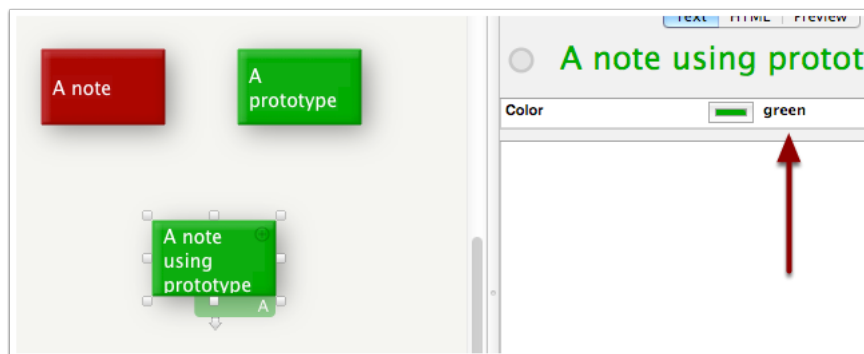 A note
A
prototype
A note
using
prototype
A
Text HTML Preview
A note using protot
Color green